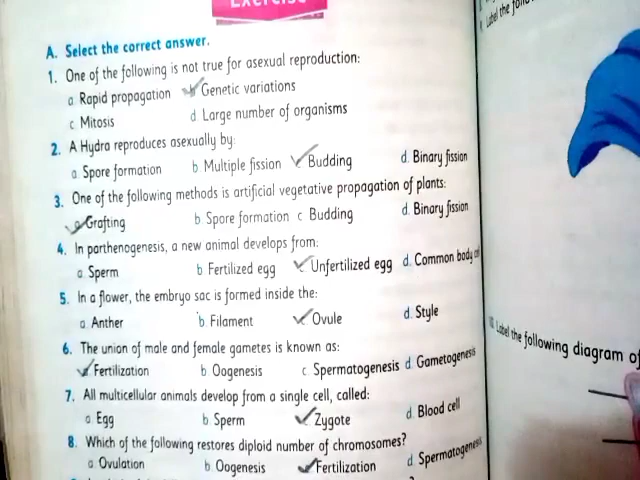 Exercise
A. Select the correct answer.
1. One of the following is not true for asexual reproduction:
a. Rapid propagation Genetic variations
c. Mitosis d. Large number of organisms
2. A Hydra reproduces asexually by:
a. Spore formation b Multiple fission Budding d. Binary fission
3. One of the following methods is artificial vegetative propagation of plants:
a Grafting b. Spore formation c Budding d. Binary fission
4. In parthenogenesis, a new animal develops from:
a. Sperm b Fertilized egg Unfertilized egg d. Common body
5. In a flower, the embryo sac is formed inside the:
a. Anther b. Filament Ovule d. Style
6. The union of male and female gametes is known as:
Fertilization b Oogenesis c Spermatogenesis d. Gametogenesis
7. All multicellular animals develop from a single cell, called:
a. Egg b. Sperm Zygote d. Blood cell
8. Which of the following restores diploid number of chromosomes?
a. Ovulation b Oogenesis Fertilization d. Spermatogenesis
Label the
Label the following diagram of